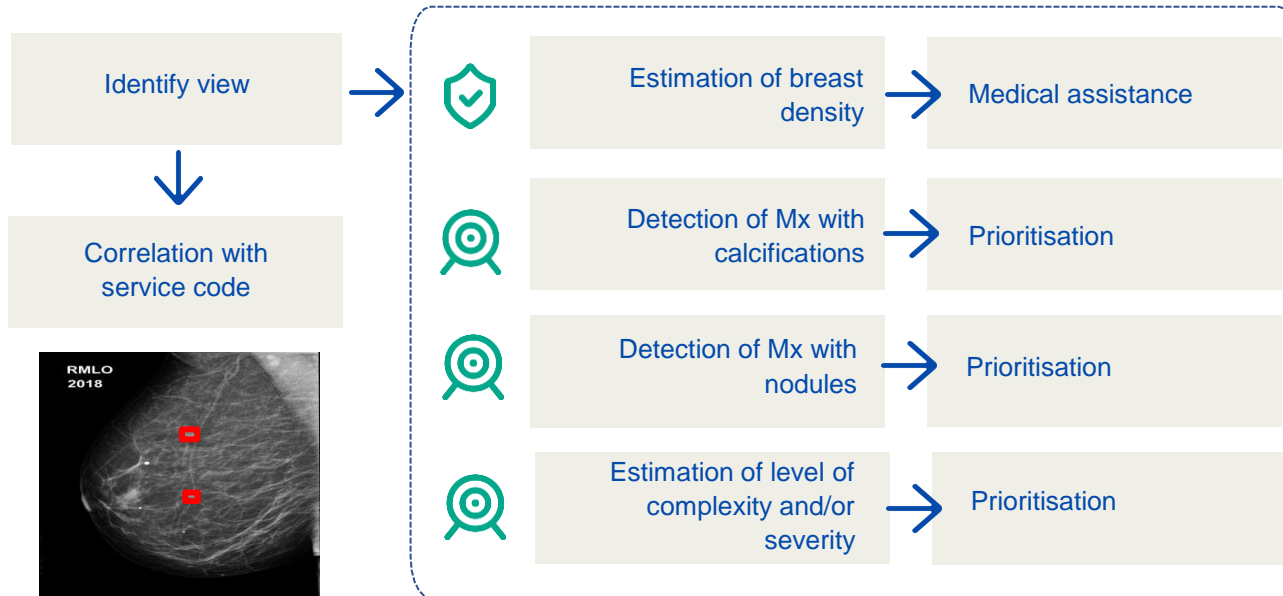 Identify view
Correlation with
service code
RMLO
2018
Estimation of breast
density
Medical assistance
Detection of Mx with
calcifications
Prioritisation
Detection of Mx with
nodules
Prioritisation
Estimation of level of
complexity and/or
severity
Prioritisation